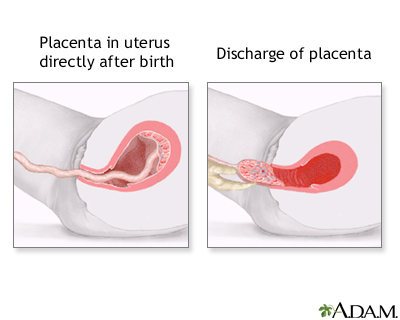 Placenta in uterus
directly after birth
Discharge of placenta
A.D.A.M.